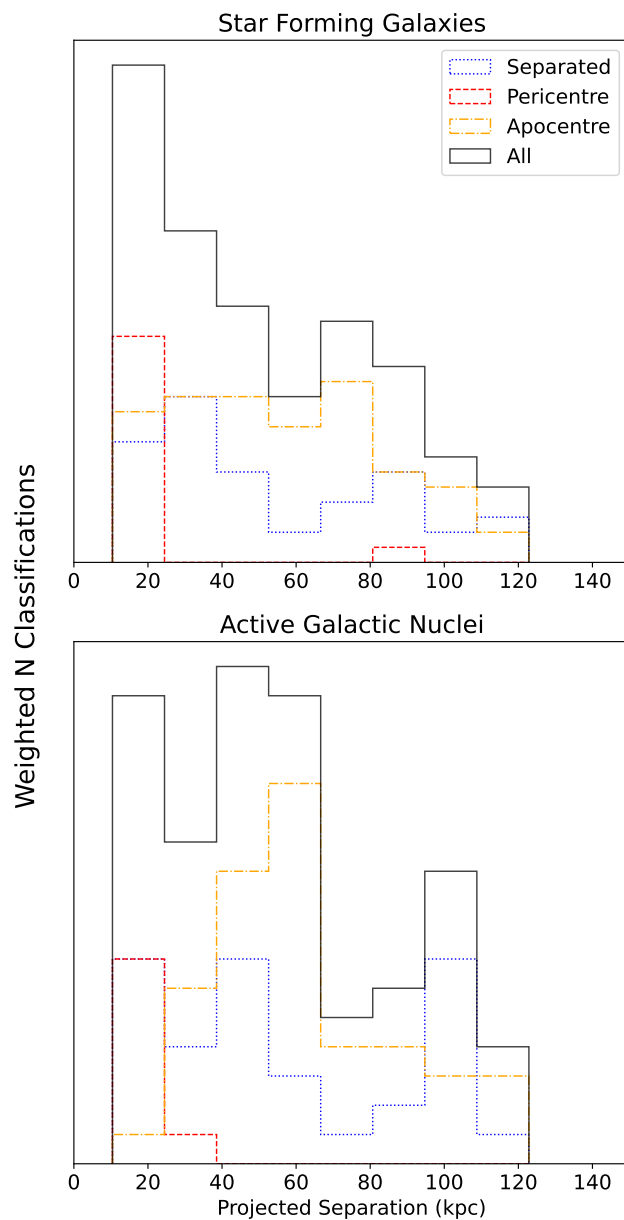 Star Forming Galaxies
Separated
Pericentre
Apocentre
All
0 20 40 60 80 100 120 140
Weighted N Classifications
Active Galactic Nuclei
0 20 40 60 80 100 120 140
Projected Separation (kpc)